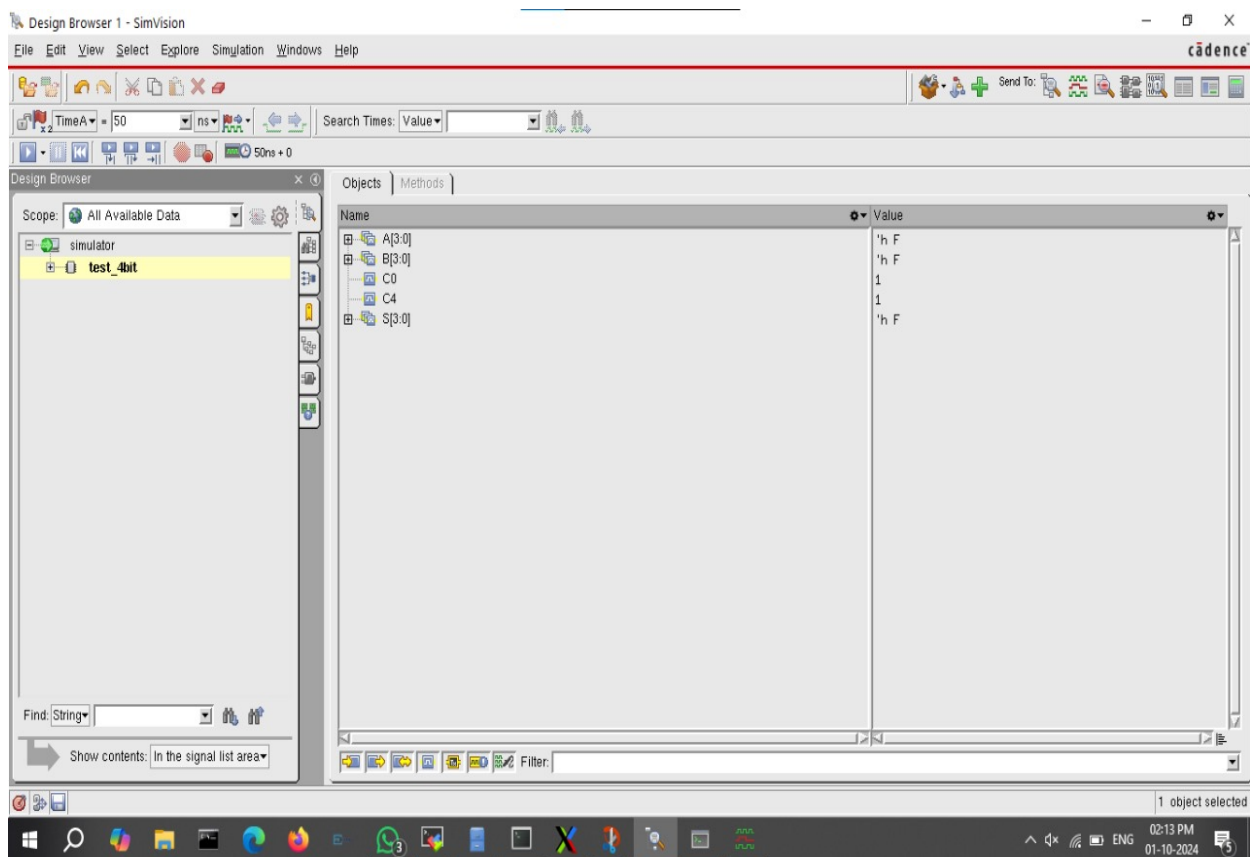 Design Browser 1 - SimVision
File Edit View Select Explore Simulation Windows Help
cādence
Send To:
x2 TimeA = 50 ns Search Times: Value
50ns + 0
Design Browser
Objects Methods
Scope: All Available Data
Name Value
simulator
test_4bit
A[3:0] 'h F
B[3:0] 'h F
C0 1
C4 1
S[3:0] 'h F
Find: String
Show contents: In the signal list area
Filter:
1 object selected
3
ENG
02:13 PM
01-10-2024
5